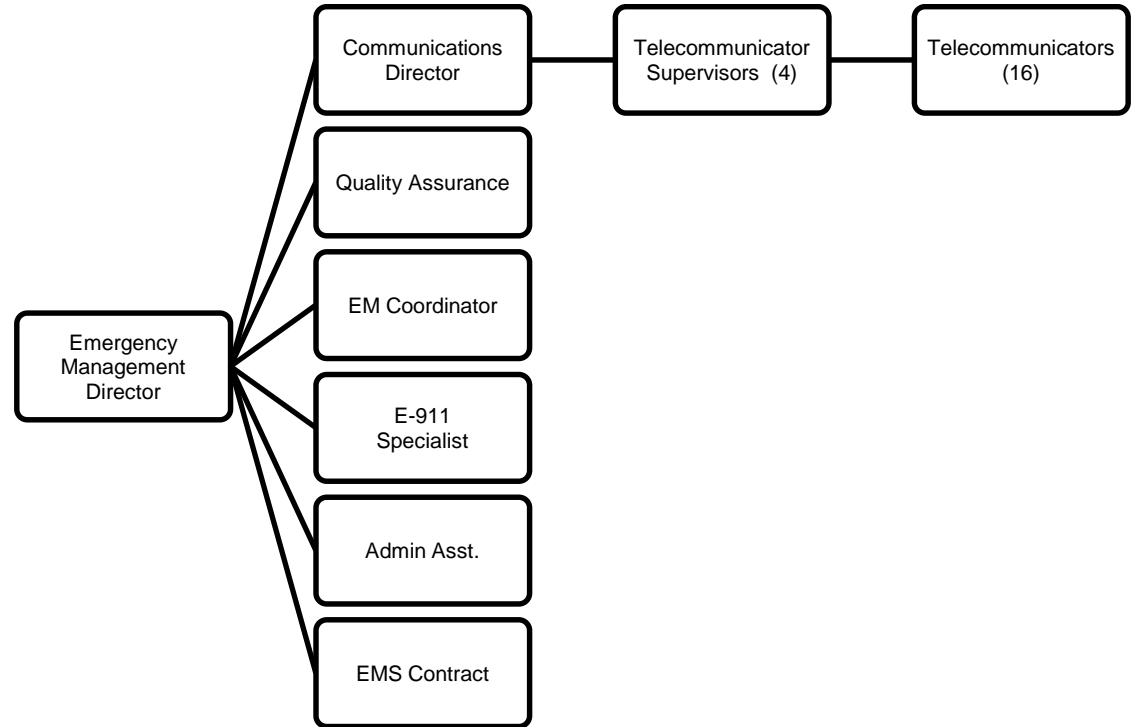 Communications
Director
Telecommunicator
Supervisors (4)
Telecommunicators
(16)
Quality Assurance
EM Coordinator
Emergency
Management
Director
E-911
Specialist
Admin Asst.
EMS Contract